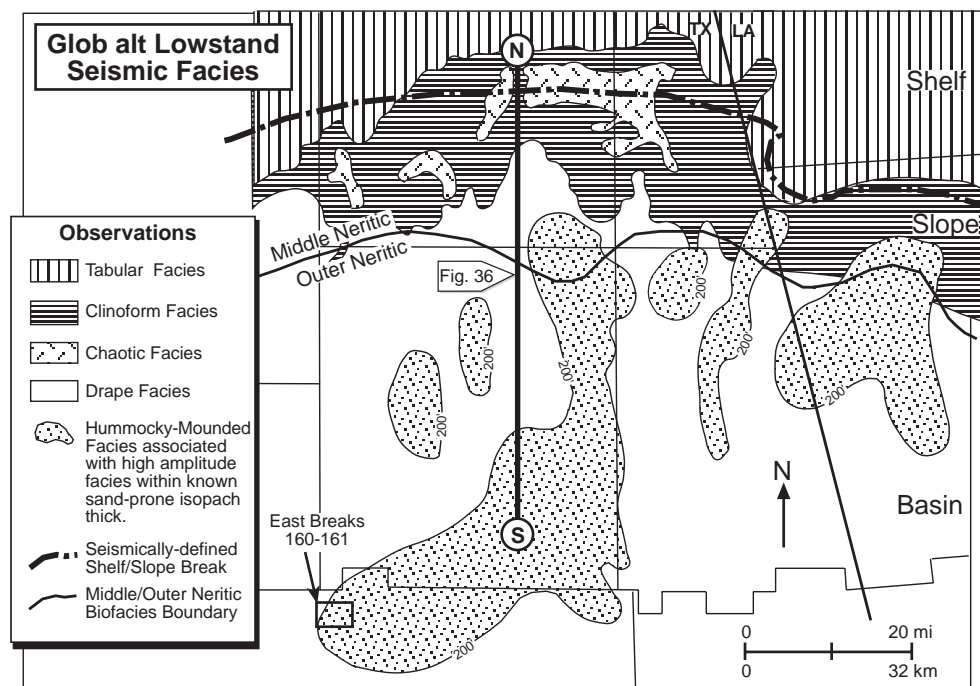 Glob alt Lowstand
Seismic Facies
N
TX LA
Shelf
Slope
Middle Neritic
Outer Neritic
Fig. 36
Observations
Tabular Facies
Clinoform Facies
Chaotic Facies
Drape Facies
Hummocky-Mounded
Facies associated
with high amplitude
facies within known
sand-prone isopach
thick.
Seismically-defined
Shelf/Slope Break
Middle/Outer Neritic
Biofacies Boundary
200'
200'
200'
200'
200'
200'
200'
N
Basin
S
East Breaks
160-161
0 20 mi
0 32 km